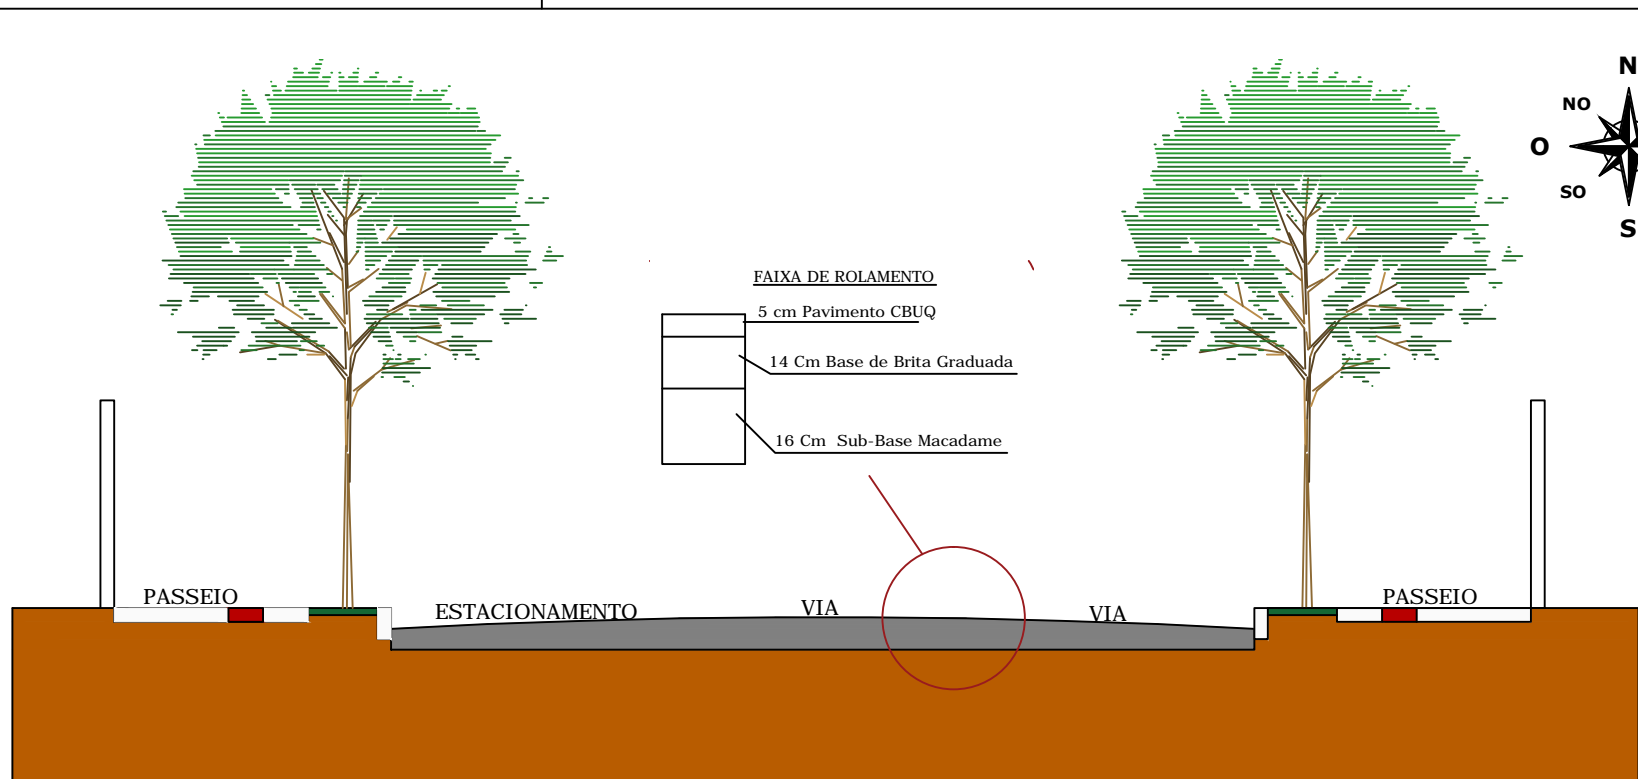 N
NO
O
SO
S
FAIXA DE ROLAMENTO
5 cm Pavimento CBUQ
14 Cm Base de Brita Graduada
16 Cm Sub-Base Macadame
PASSEIO
ESTACIONAMENTO
VIA
VIA
PASSEIO